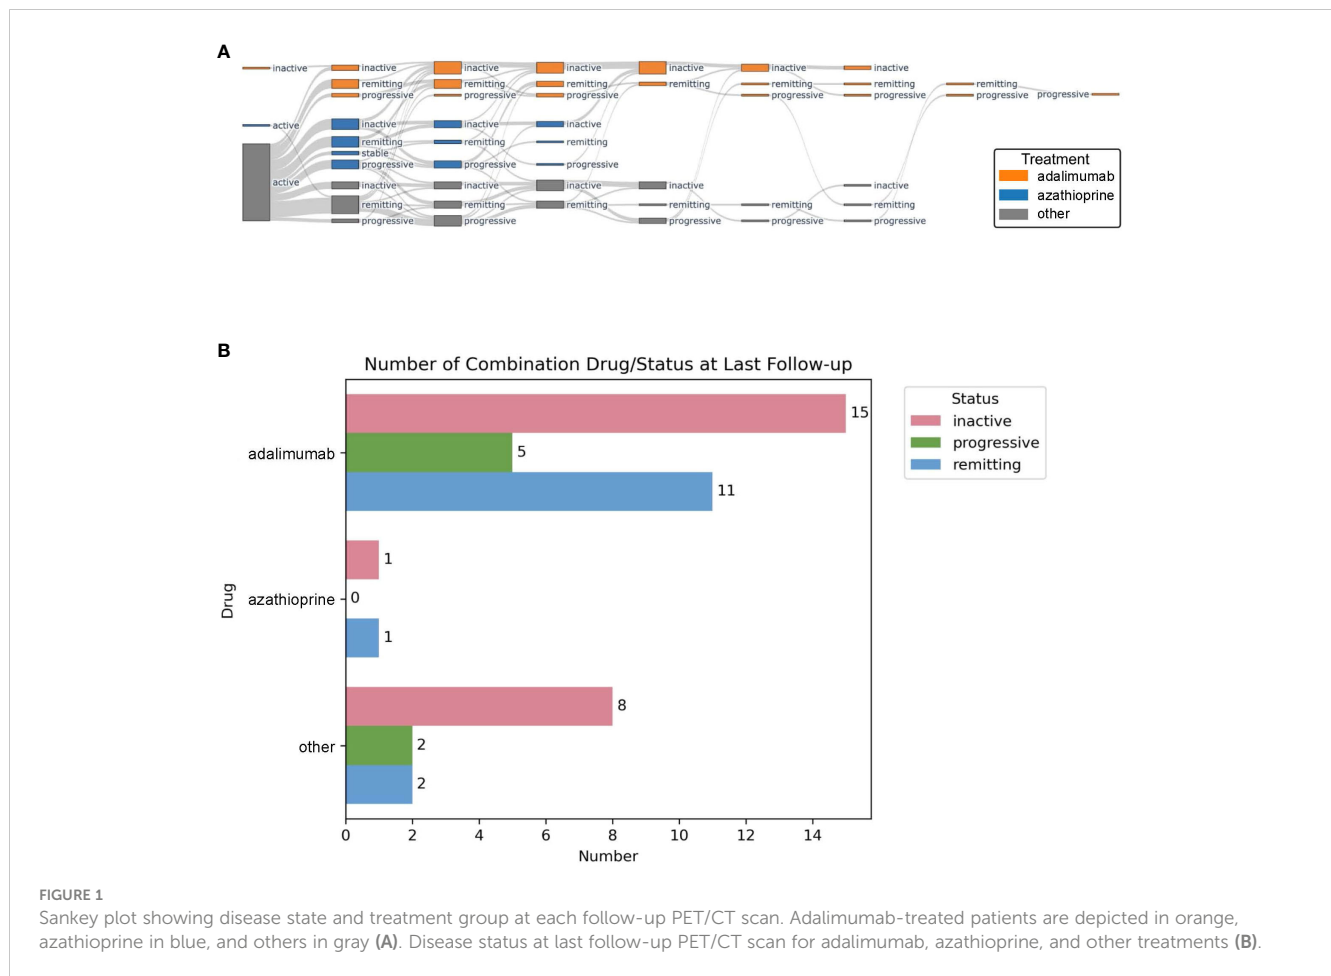 A
inactive
active
active
inactive
remitting
progressive
inactive
remitting
stable
progressive
inactive
remitting
progressive
inactive
remitting
progressive
inactive
remitting
progressive
inactive
remitting
progressive
inactive
remitting
progressive
inactive
remitting
progressive
inactive
remitting
inactive
remitting
inactive
remitting
progressive
inactive
remitting
progressive
remitting
progressive
inactive
remitting
progressive
inactive
remitting
progressive
remitting
progressive
progressive
Treatment
adalimumab
azathioprine
other
B
Number of Combination Drug/Status at Last Follow-up
Status
inactive
progressive
remitting
Drug
adalimumab
15
5
11
azathioprine
1
0
1
other
8
2
2
0 2 4 6 8 10 12 14
Number
FIGURE 1
Sankey plot showing disease state and treatment group at each follow-up PET/CT scan. Adalimumab-treated patients are depicted in orange,
azathioprine in blue, and others in gray (A). Disease status at last follow-up PET/CT scan for adalimumab, azathioprine, and other treatments (B).